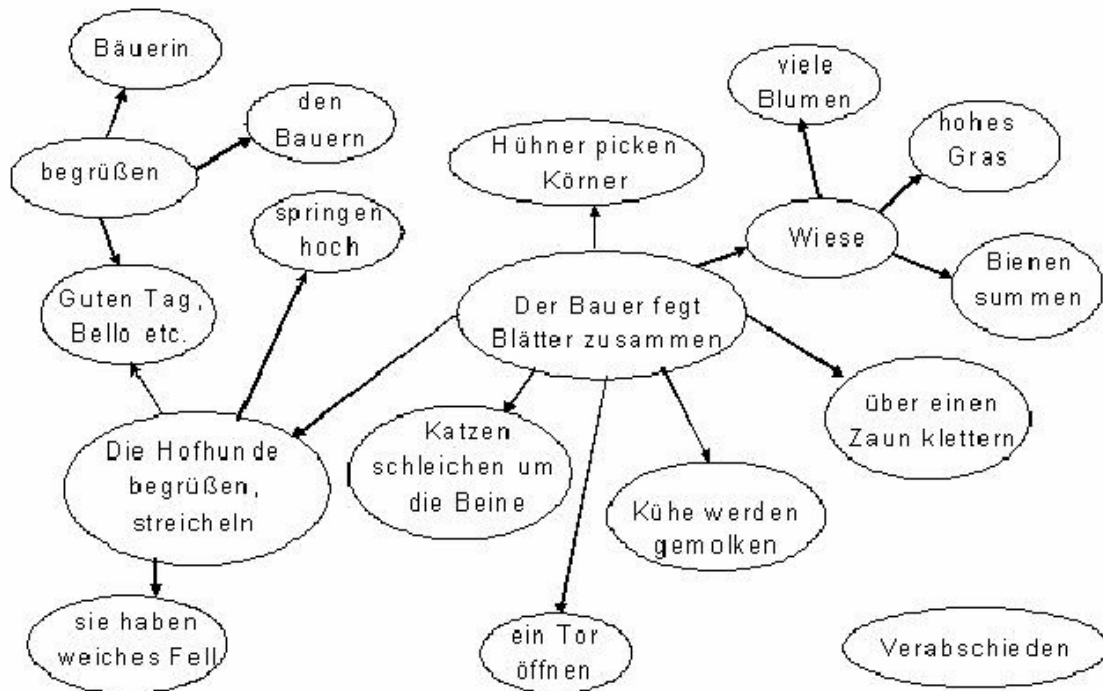 Bäuerin
den
Bauern
begrüßen
springen
hoch
Guten Tag,
Bello etc.
Hühner picken
Körner
viele
Blumen
hohes
Gras
Wiese
Bienen
summen
Der Bauer fegt
Blätter zusammen
über einen
Zaun klettern
Die Hofhunde
begrüßen,
streicheln
Katzen
schleichen um
die Beine
Kühe werden
gemolken
sie haben
weiches Fell
ein Tor
öffnen
Verabschieden